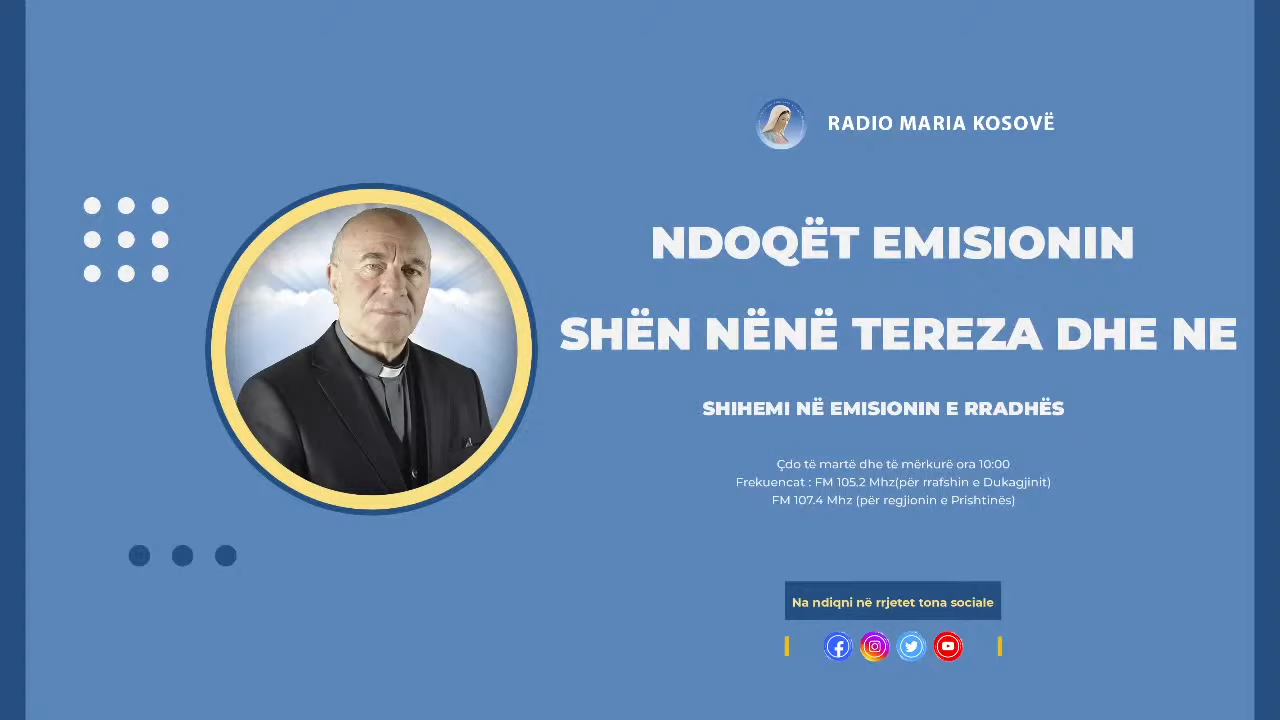 RADIO MARIA KOSOVË
NDOQËT EMISIONIN
SHËN NËNË TEREZA DHE NE
SHIHEMI NË EMISIONIN E RRADHËS
Çdo të martë dhe të mërkurë ora 10:00
Frekuencat : FM 105.2 Mhz(për rrafshin e Dukagjinit)
FM 107.4 Mhz (për regjionin e Prishtinës)
Na ndiqni në rrjetet tona sociale